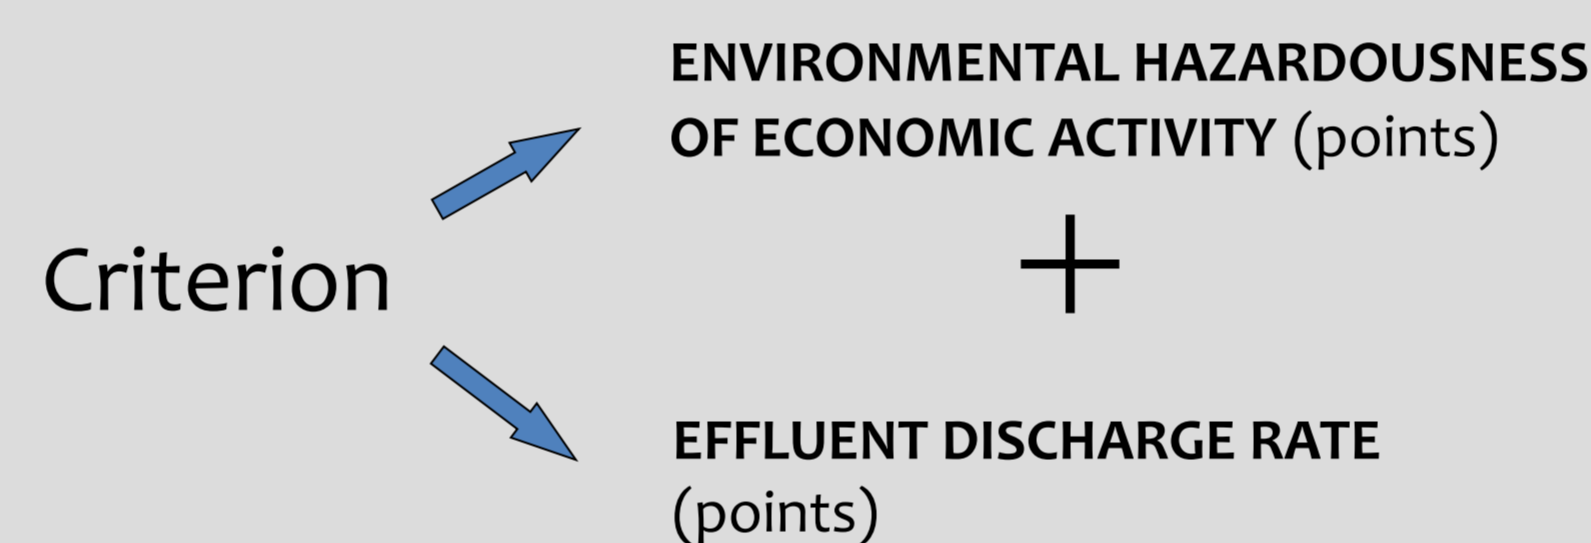 ENVIRONMENTAL HAZARDOUSNESS
OF ECONOMIC ACTIVITY (points)
+
Criterion
EFFLUENT DISCHARGE RATE
(points)